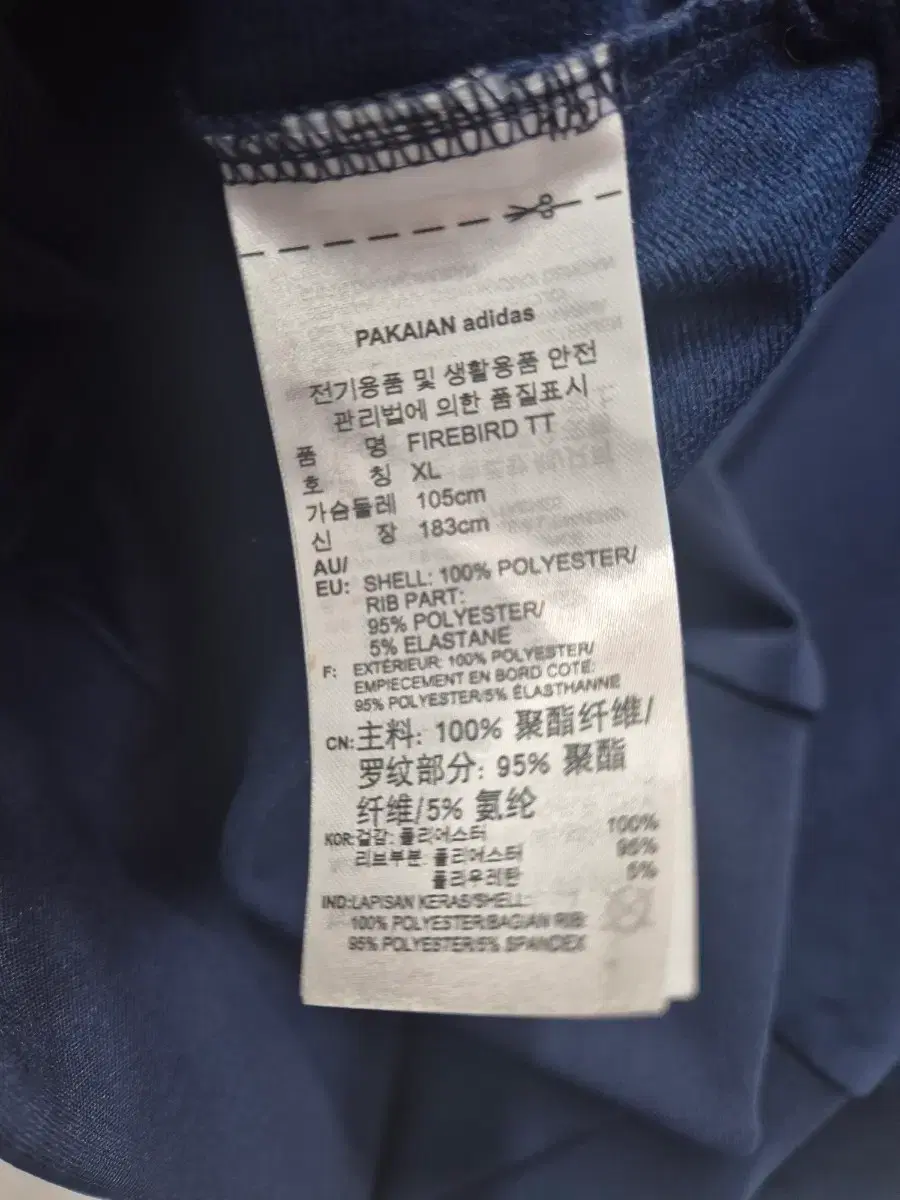 PAKAIAN adidas
전기용품 및 생활용품 안전
관리법에 의한 품질표시
품 명 FIREBIRD TT
호 칭 XL
가슴둘레 105cm
신 장 183cm
AU/
EU: SHELL: 100% POLYESTER/
RIB PART:
95% POLYESTER/
5% ELASTANE
F: EXTÉRIEUR: 100% POLYESTER/
EMPIECEMENT EN BORD COTE:
95% POLYESTER/5% ÉLASTHANNE
CN: 主料: 100% 聚酯纤维/
罗纹部分: 95% 聚酯
纤维/5% 氨纶
KOR: 겉감: 폴리에스터 100%
리브부분: 폴리에스터 95%
폴리우레탄 5%
IND: LAPISAN KERAS/SHELL:
100% POLYESTER/BAGIAN RIB:
95% POLYESTER/5% SPANDEX